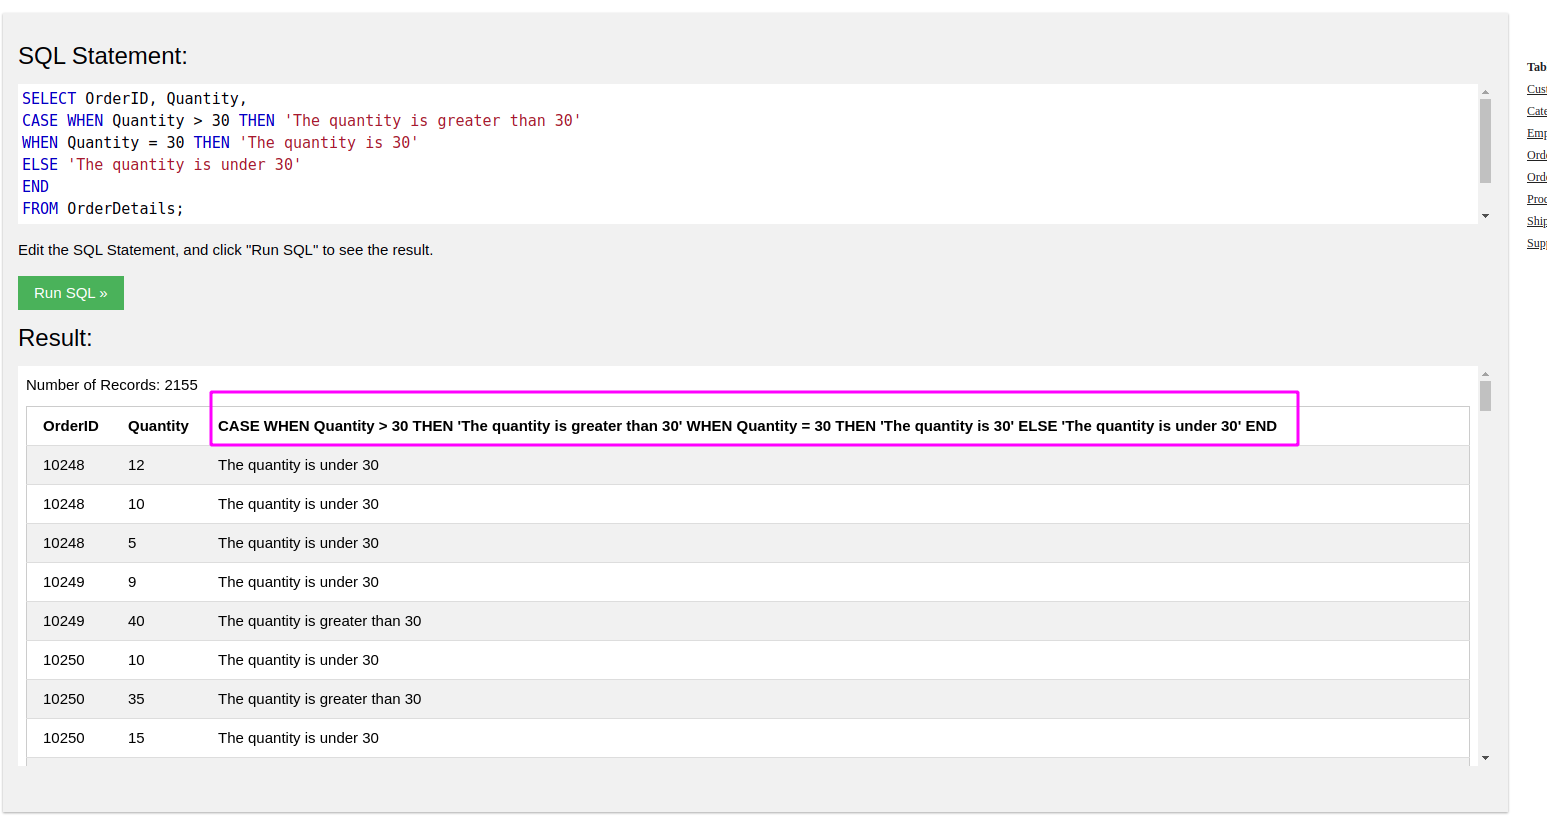 SQL Statement:
SELECT OrderID, Quantity,
CASE WHEN Quantity > 30 THEN 'The quantity is greater than 30'
WHEN Quantity = 30 THEN 'The quantity is 30'
ELSE 'The quantity is under 30'
END
FROM OrderDetails;
Edit the SQL Statement, and click "Run SQL" to see the result.
Run SQL »
Result:
Number of Records: 2155
OrderID Quantity CASE WHEN Quantity > 30 THEN 'The quantity is greater than 30' WHEN Quantity = 30 THEN 'The quantity is 30' ELSE 'The quantity is under 30' END
10248 12 The quantity is under 30
10248 10 The quantity is under 30
10248 5 The quantity is under 30
10249 9 The quantity is under 30
10249 40 The quantity is greater than 30
10250 10 The quantity is under 30
10250 35 The quantity is greater than 30
10250 15 The quantity is under 30
Tab
Cus
Cate
Emp
Ord
Ord
Prod
Ship
Supp